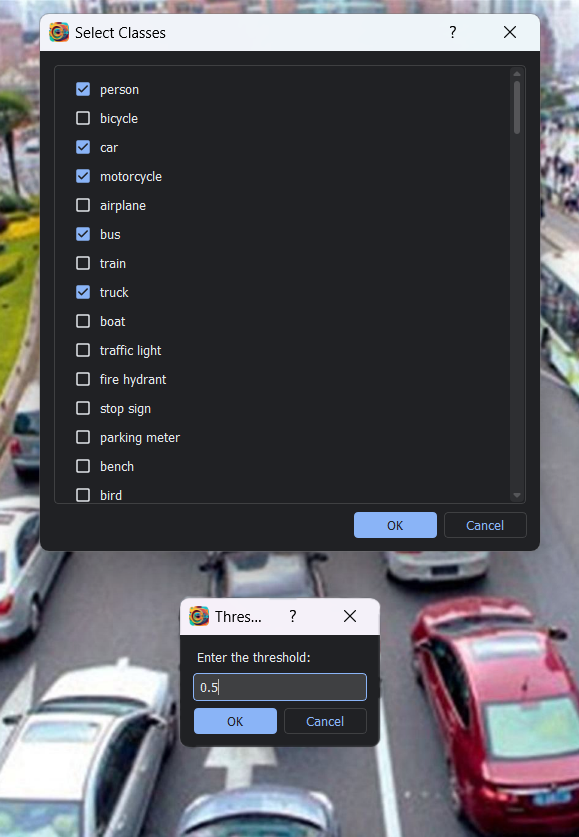 Select Classes
?
person
bicycle
car
motorcycle
airplane
bus
train
truck
boat
traffic light
fire hydrant
stop sign
parking meter
bench
bird
OK Cancel
Thres... ?
Enter the threshold:
0.5
OK Cancel